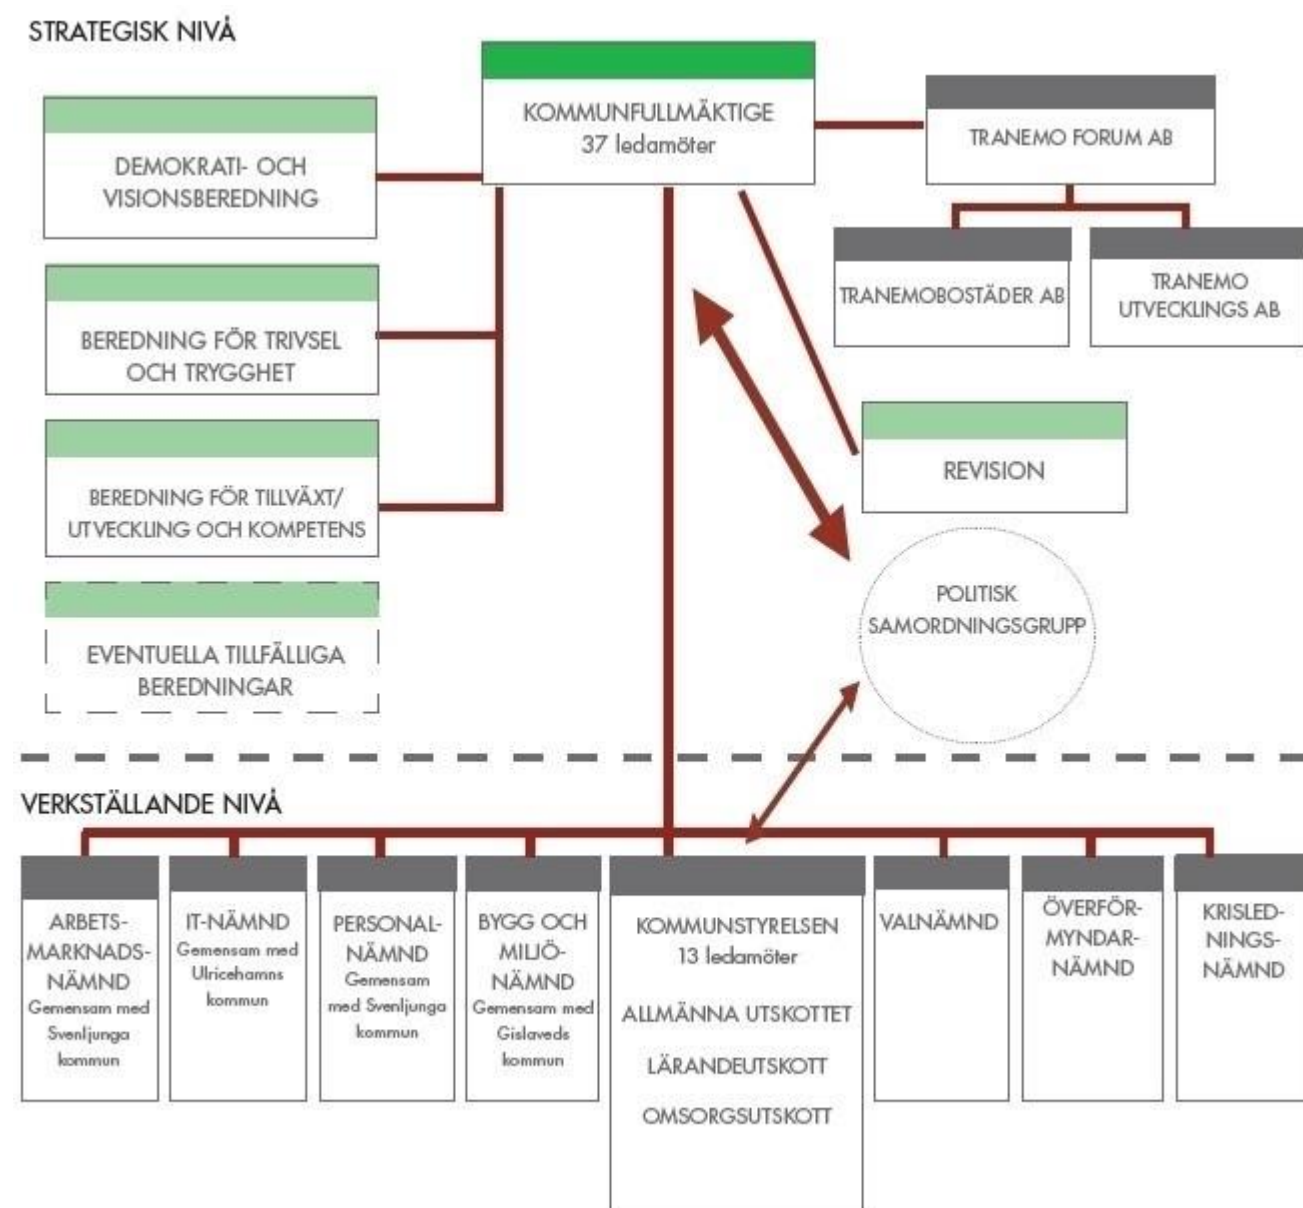 STRATEGISK NIVÅ
KOMMUNFULLMÄKTIGE
37 ledamöter
TRANEMO FORUM AB
TRANEMOBOSTÄDER AB
TRANEMO
UTVECKLINGS AB
DEMOKRATI- OCH
VISIONSBEREDNING
BEREDNING FÖR TRIVSEL
OCH TRYGGHET
BEREDNING FÖR TILLVÄXT/
UTVECKLING OCH KOMPETENS
EVENTUELLA TILLFÄLLIGA
BEREDNINGAR
REVISION
POLITISK
SAMORDNINGSGRUPP
VERKSTÄLLANDE NIVÅ
ARBETS-
MARKNADS-
NÄMND
Gemensam med
Svenljunga
kommun
IT-NÄMND
Gemensam med
Ulricehamns
kommun
PERSONAL-
NÄMND
Gemensam
med Svenljunga
kommun
BYGG OCH
MILJÖ-
NÄMND
Gemensam med
Gislaveds
kommun
KOMMUNSTYRELSEN
13 ledamöter
ALLMÄNNA UTSKOTTET
LÄRANDEUTSKOTT
OMSORGSUTSKOTT
VALNÄMND
ÖVERFÖR-
MYNDAR-
NÄMND
KRISLED-
NINGS-
NÄMND